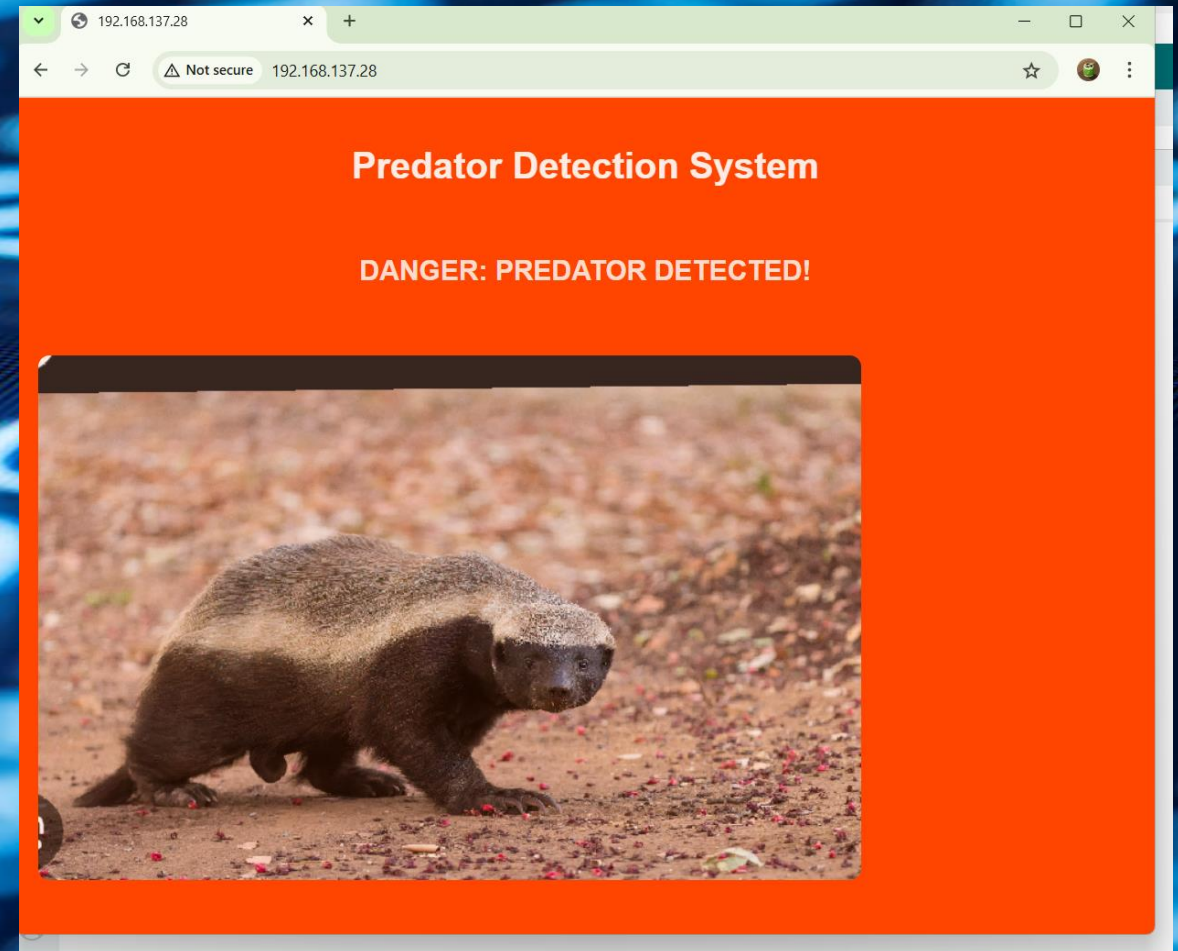 192.168.137.28
Not secure 192.168.137.28
Predator Detection System
DANGER: PREDATOR DETECTED!